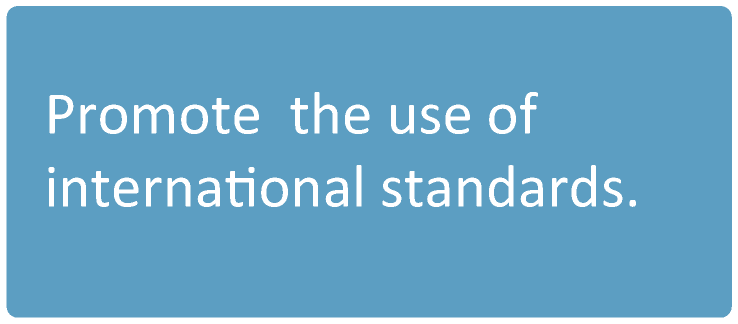 Promote  the use of
international standards.